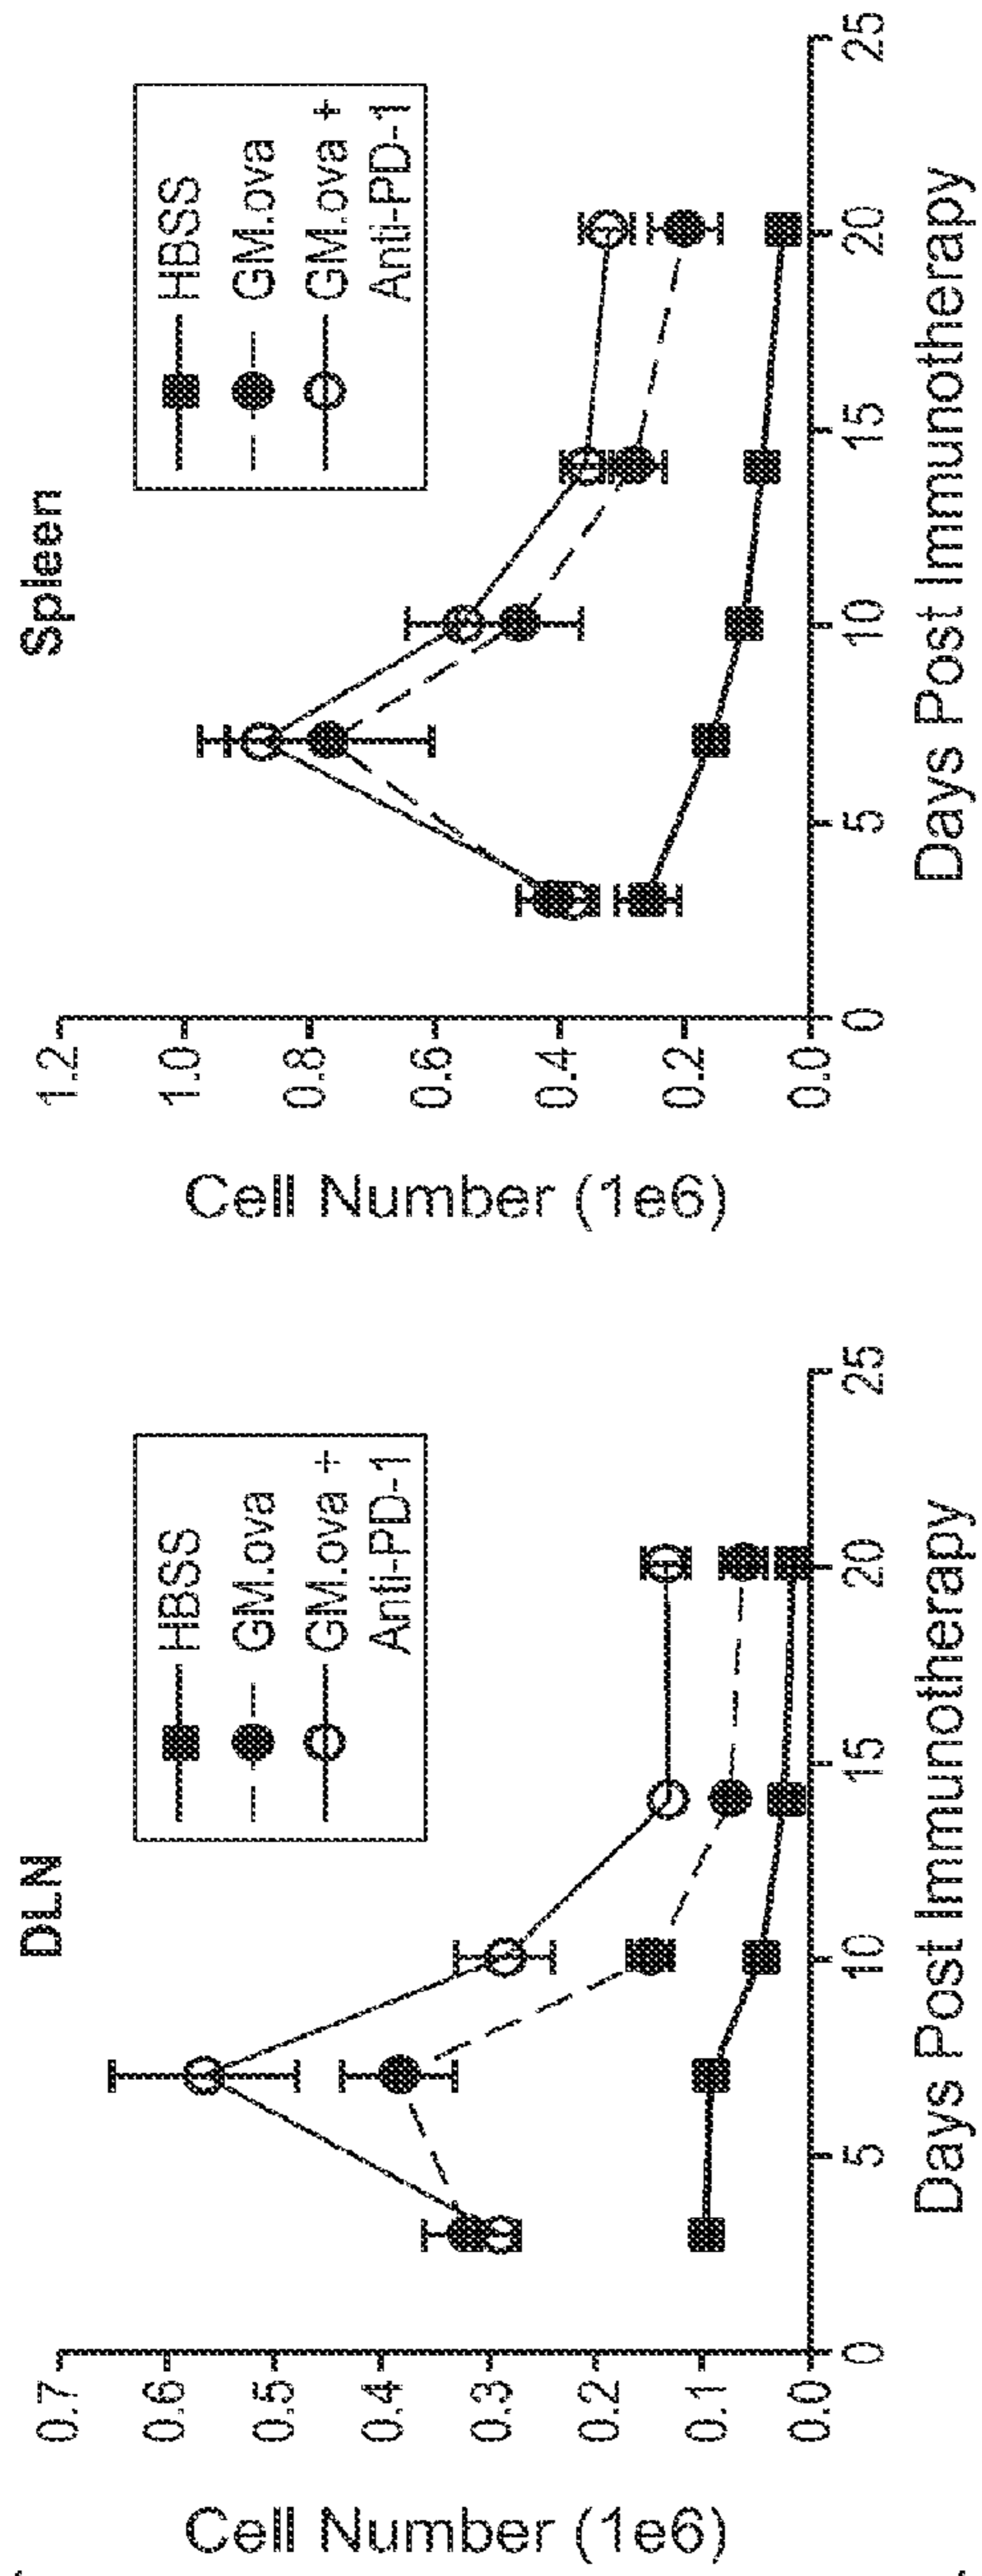 DLN
Cell Number (1e6)
0.7
0.6
0.5
0.4
0.3
0.2
0.1
0.0
0
5
10
15
20
25
Days Post Immunotherapy
HBSS
GM.ova
GM.ova +
Anti-PD-1
Spleen
Cell Number (1e6)
1.2
1.0
0.8
0.6
0.4
0.2
0.0
0
5
10
15
20
25
Days Post Immunotherapy
HBSS
GM.ova
GM.ova +
Anti-PD-1